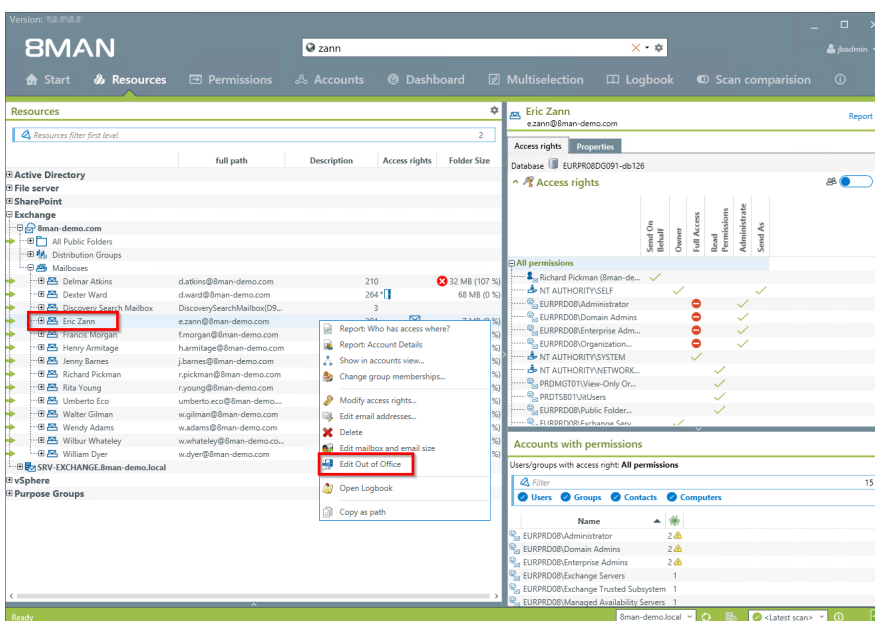 Version:
8MAN
zann
jbadmin
Start Resources Permissions Accounts Dashboard Multiselection Logbook Scan comparision
Resources
Resources filter first level 2
full path Description Access rights Folder Size
Active Directory
File server
SharePoint
Exchange
8man-demo.com
All Public Folders
Distribution Groups
Mailboxes
Delmar Atkins d.atkins@8man-demo.com 210 32 MB (107 %)
Dexter Ward d.ward@8man-demo.com 264 * 68 MB (0 %)
Discovery Search Mailbox DiscoverySearchMailbox{D9... 3
Eric Zann e.zann@8man-demo.com
Francis Morgan f.morgan@8man-demo.com %)
Henry Armitage h.armitage@8man-demo.com %)
Jenny Barnes j.barnes@8man-demo.com %)
Richard Pickman r.pickman@8man-demo.com %)
Rita Young r.young@8man-demo.com %)
Umberto Eco umberto.eco@8man-demo.... %)
Walter Gilman w.gilman@8man-demo.com %)
Wendy Adams w.adams@8man-demo.com %)
Wilbur Whateley w.whateley@8man-demo.co... %)
William Dyer w.dyer@8man-demo.com %)
SRV-EXCHANGE.8man-demo.local
vSphere
Purpose Groups
Report: Who has access where?
Report: Account Details
Show in accounts view...
Change group memberships...
Modify access rights...
Edit email addresses...
Delete
Edit mailbox and email size
Edit Out of Office
Open Logbook
Copy as path
Eric Zann
e.zann@8man-demo.com
Report
Access rights Properties
Database EURPR08DG091-db126
Access rights
Send On Behalf
Owner
Full Access
Read Permissions
Administrate
Send As
All permissions
Richard Pickman (8man-de...
NT AUTHORITY\SELF
EURPRD08\Administrator
EURPRD08\Domain Admins
EURPRD08\Enterprise Adm...
EURPRD08\Organization...
NT AUTHORITY\SYSTEM
NT AUTHORITY\NETWORK...
PRDMGT01\View-Only Or...
PRDTSB01\JitUsers
EURPRD08\Public Folder...
EURPRD08\Exchange Serv
Accounts with permissions
Users/groups with access right: All permissions
Filter 15
Users Groups Contacts Computers
Name
EURPRD08\Administrator 2
EURPRD08\Domain Admins 2
EURPRD08\Enterprise Admins 2
EURPRD08\Exchange Servers 1
EURPRD08\Exchange Trusted Subsystem 1
EURPRD08\Managed Availability Servers 1
Ready 8man-demo.local <Latest scan>